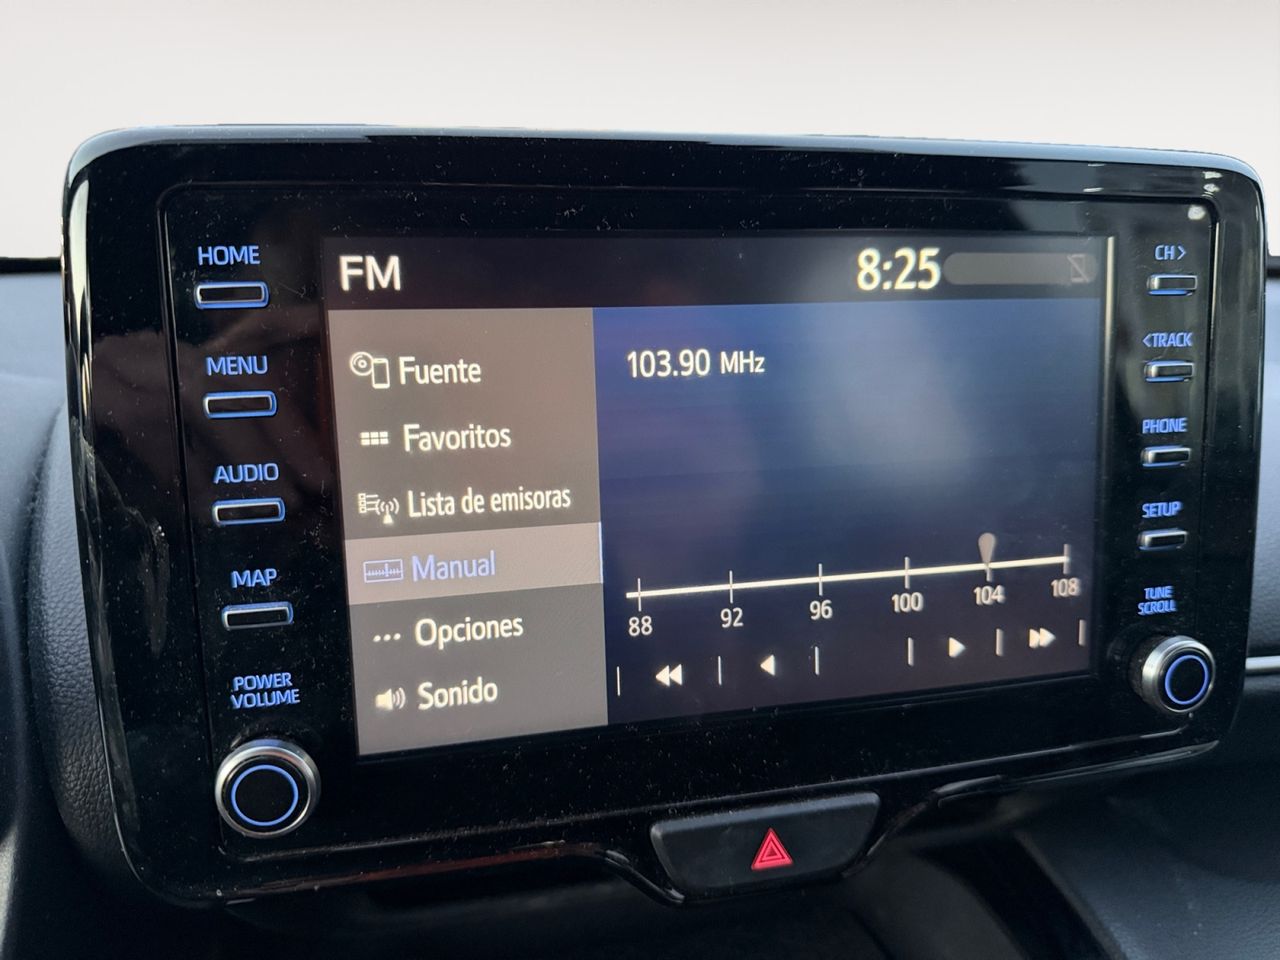 HOME
MENU
AUDIO
MAP
POWER
VOLUME
FM
8:25
Fuente
Favoritos
Lista de emisoras
Manual
Opciones
Sonido
103.90 MHz
88 92 96 100 104 108
CH>
<TRACK
PHONE
SETUP
TUNE
SCROLL